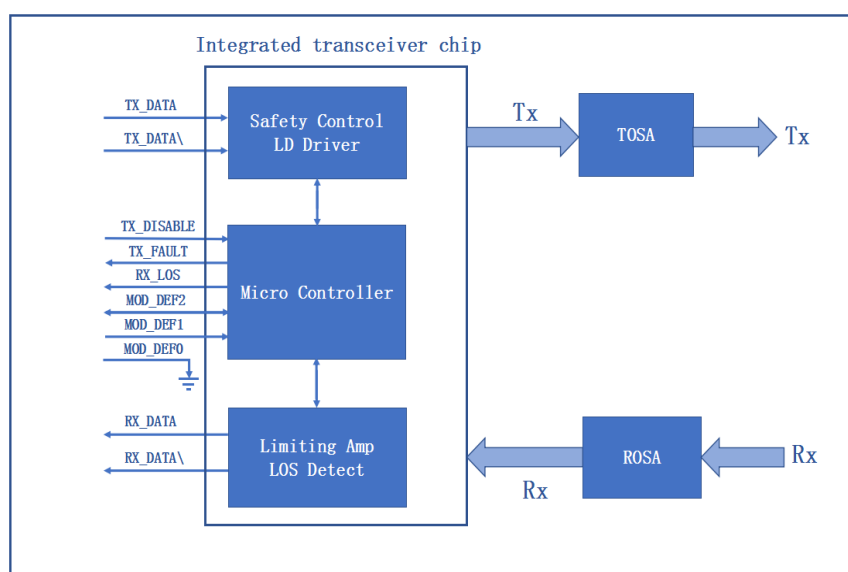 Integrated transceiver chip
TX_DATA
TX_DATA\
Safety Control
LD Driver
Tx
TOSA
Tx
TX_DISABLE
TX_FAULT
RX_LOS
MOD_DEF2
MOD_DEF1
MOD_DEF0
Micro Controller
RX_DATA
RX_DATA\
Limiting Amp
LOS Detect
Rx
ROSA
Rx